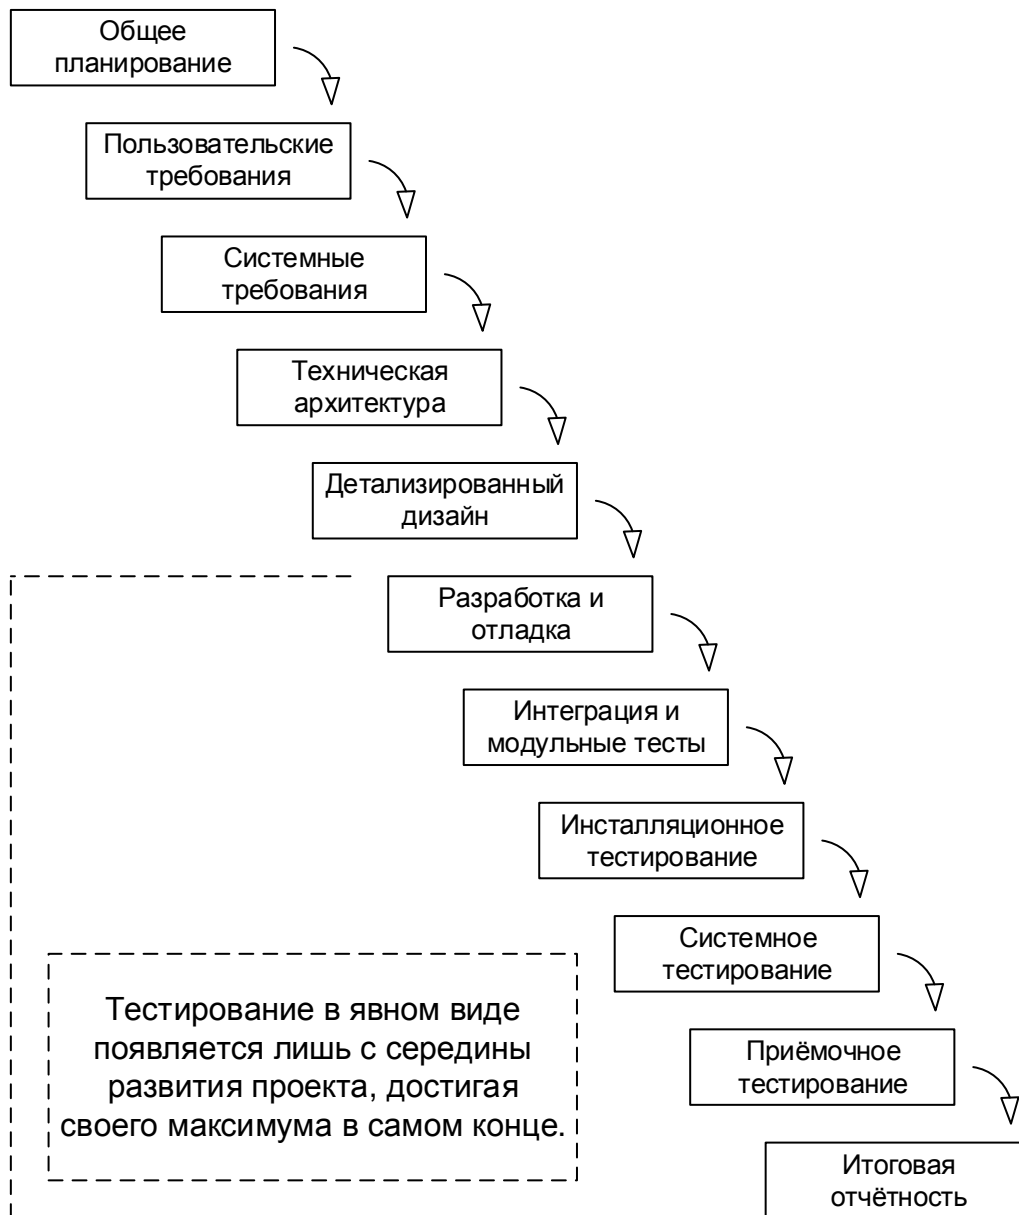 Общее
планирование
Пользовательские
требования
Системные
требования
Техническая
архитектура
Детализированный
дизайн
Разработка и
отладка
Интеграция и
модульные тесты
Инсталляционное
тестирование
Системное
тестирование
Тестирование в явном виде
появляется лишь с середины
развития проекта, достигая
своего максимума в самом конце.
Приёмочное
тестирование
Итоговая
отчётность